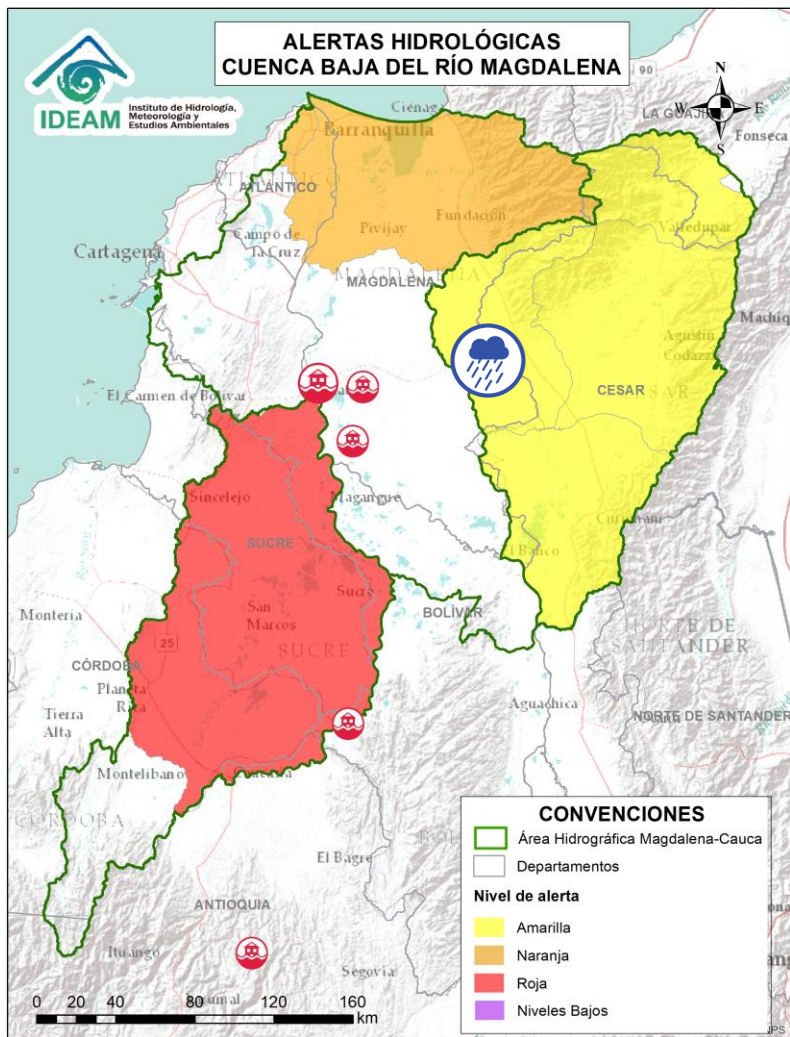 ALERTAS HIDROLÓGICAS
CUENCA BAJA DEL RÍO MAGDALENA
IDEAM
Instituto de Hidrología,
Meteorología y
Estudios Ambientales
N
W
E
S
90
Ciénaga
LA GUAJIRA
Fonseca
Barranquilla
ATLÁNTICO
Valledupar
Pivijay
Fundación
Cartagena
Campo de
la Cruz
MAGDALENA
MAGDALENA
Agustín
Codazzi
CESAR
El Carmen de Bolívar
Sincelejo
Magangué
SUCRE
El Banco
Sucre
BOLÍVAR
San
Marcos
SUCRE
Montería
25
CÓRDOBA
Planeta
Rica
NORTE DE
SANTANDER
Aguachica
NORTE DE SANTANDER
Tierra
Alta
Montelíbano
CÓRDOBA
El Bagre
ANTIOQUIA
Ituango
Segovia
0 20 40 80 120 160
km
CONVENCIONES
Área Hidrográfica Magdalena-Cauca
Departamentos
Nivel de alerta
Amarilla
Naranja
Roja
Niveles Bajos